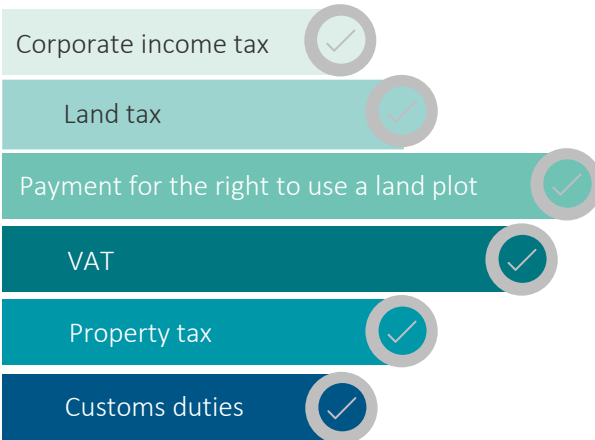 Corporate income tax
Land tax
Payment for the right to use a land plot
VAT
Property tax
Customs duties